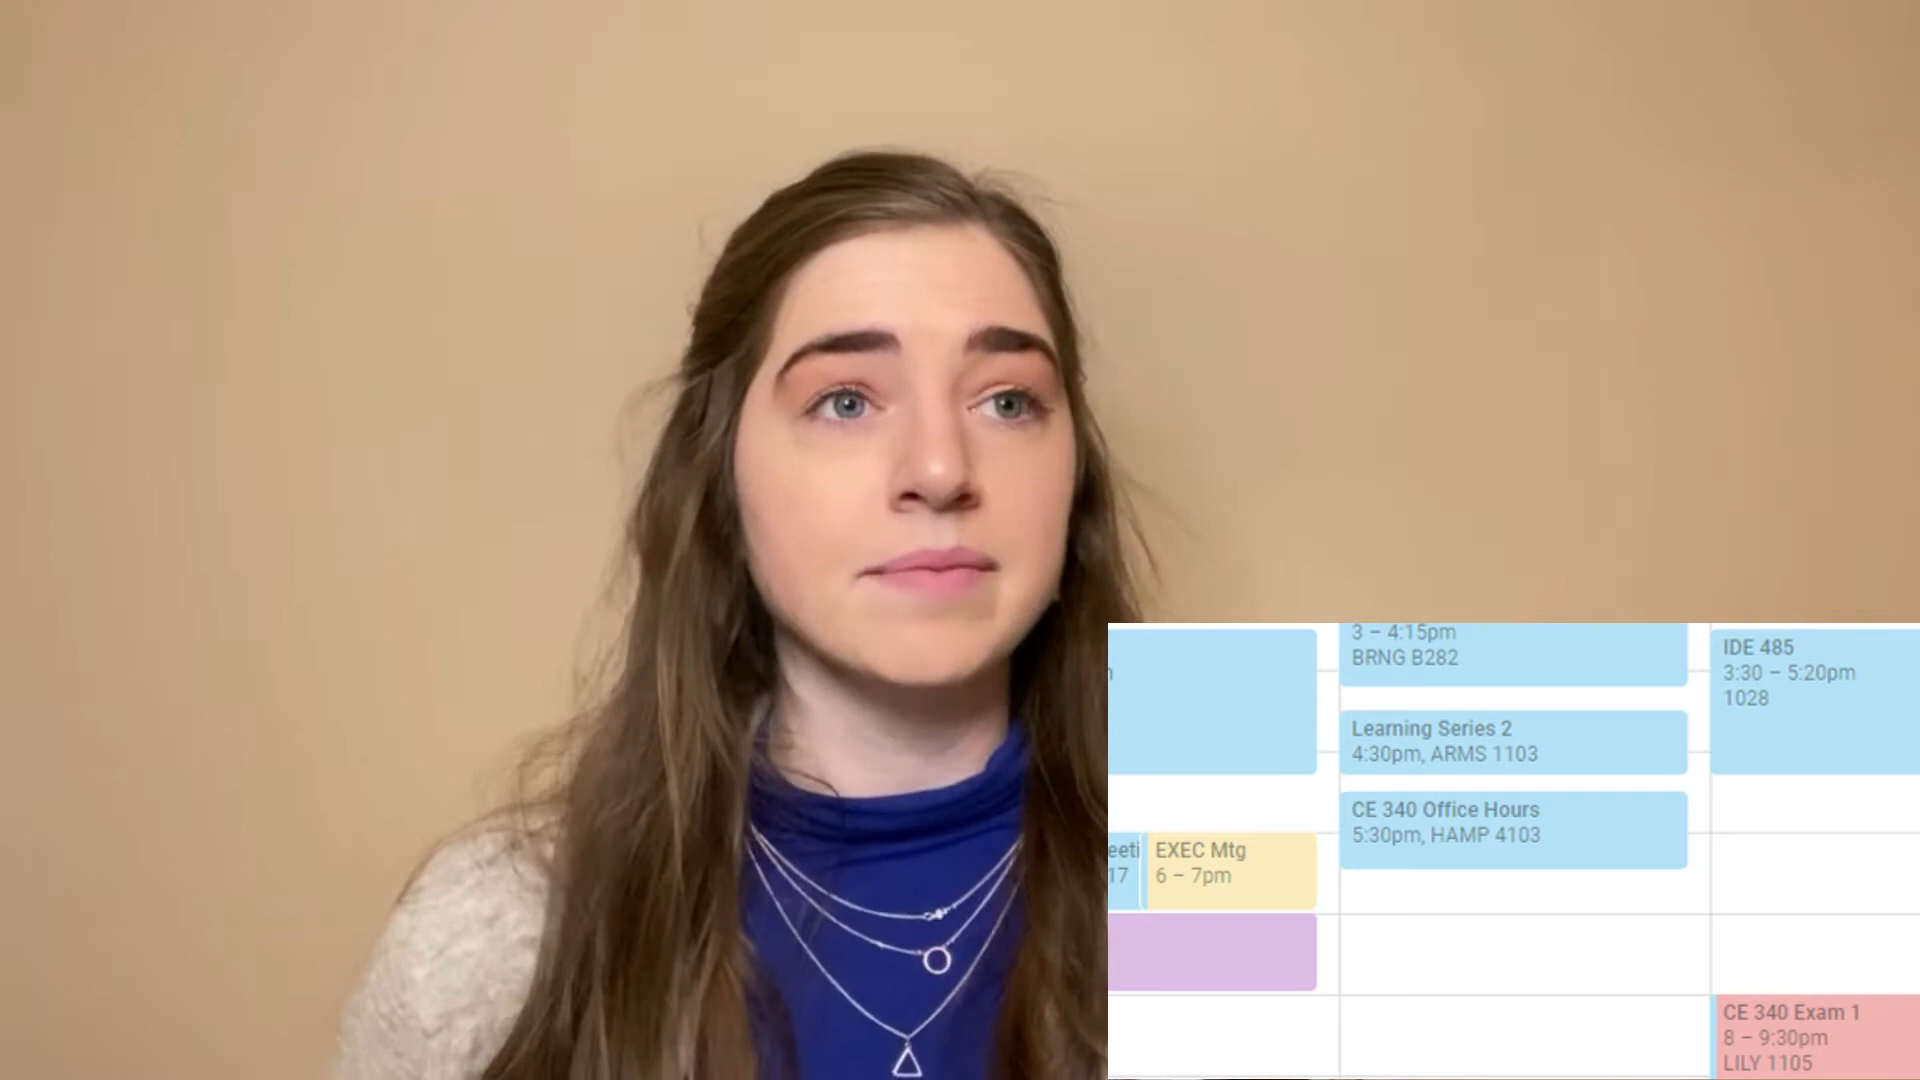 3 – 4:15pm
BRNG B282
Learning Series 2
4:30pm, ARMS 1103
CE 340 Office Hours
5:30pm, HAMP 4103
EXEC Mtg
6 – 7pm
17
IDE 485
3:30 – 5:20pm
1028
CE 340 Exam 1
8 – 9:30pm
LILY 1105